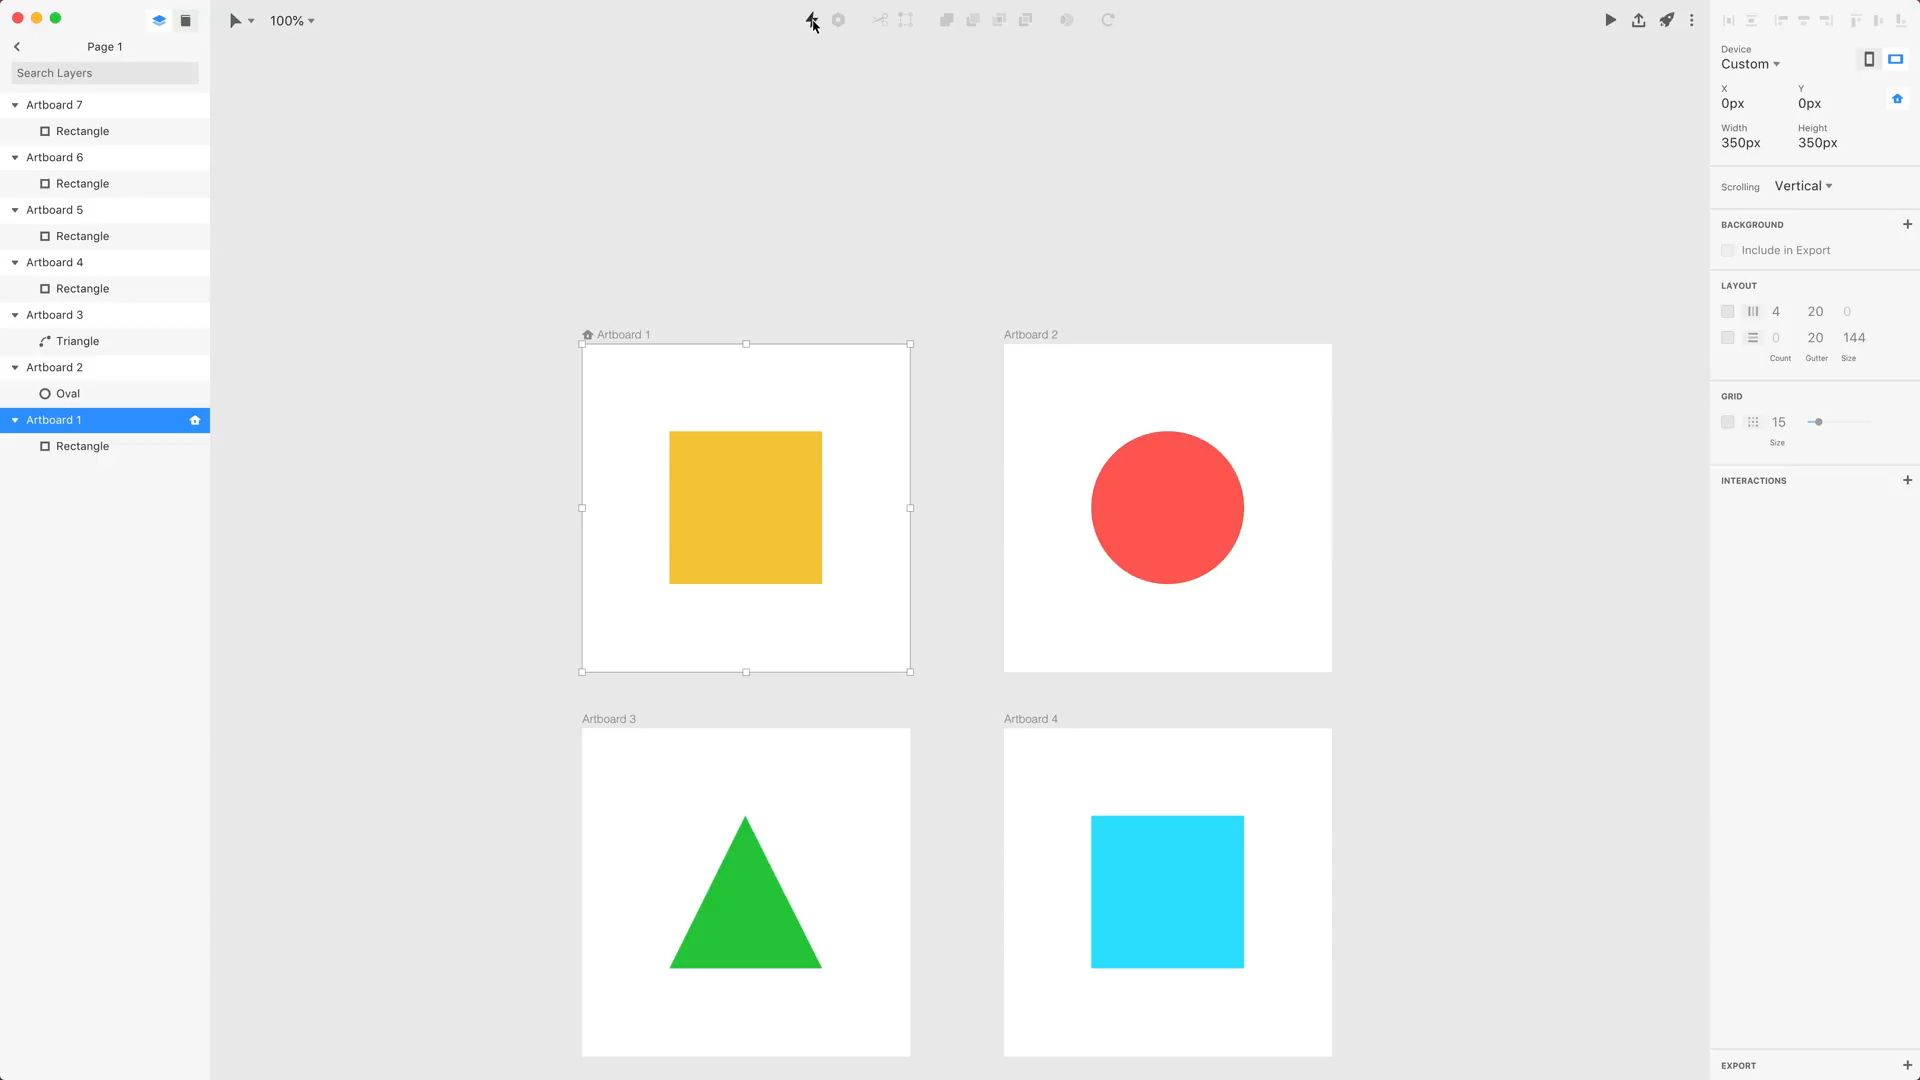 100%
Page 1
Search Layers
Artboard 7
Rectangle
Artboard 6
Rectangle
Artboard 5
Rectangle
Artboard 4
Rectangle
Artboard 3
Triangle
Artboard 2
Oval
Artboard 1
Rectangle
Artboard 1
Artboard 2
Artboard 3
Artboard 4
Device
Custom
X Y
0px 0px
Width Height
350px 350px
Scrolling Vertical
BACKGROUND
Include in Export
LAYOUT
4 20 0
0 20 144
Count Gutter Size
GRID
15
Size
INTERACTIONS
EXPORT